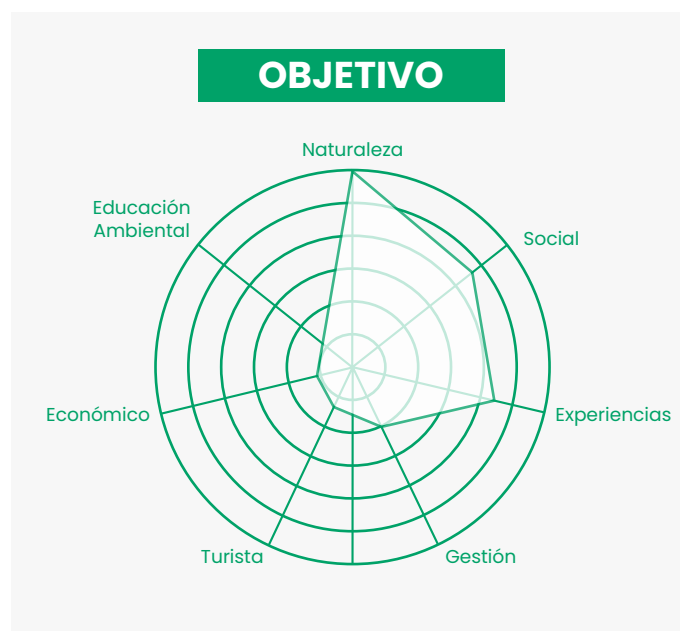 OBJETIVO
Naturaleza
Educación
Ambiental
Social
Económico
Experiencias
Turista
Gestión